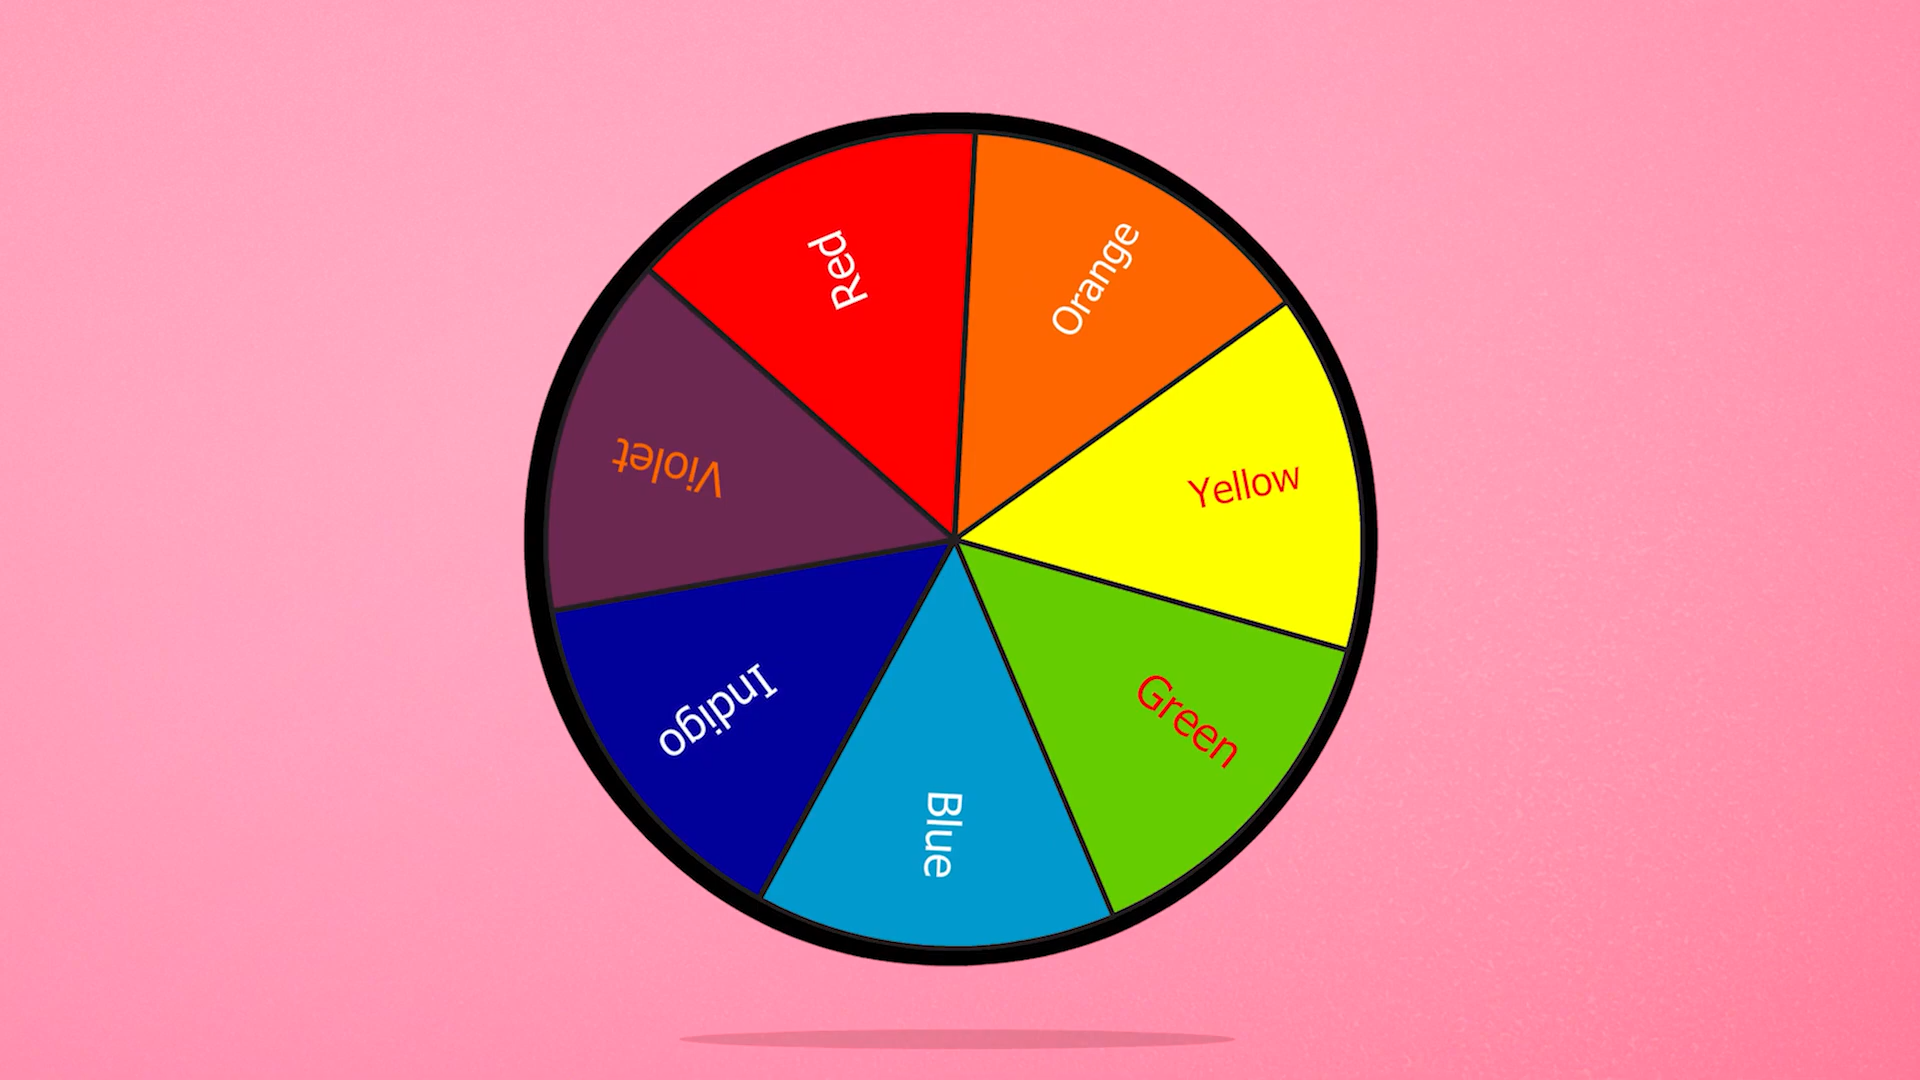 Red
Orange
Yellow
Green
Blue
Indigo
Violet